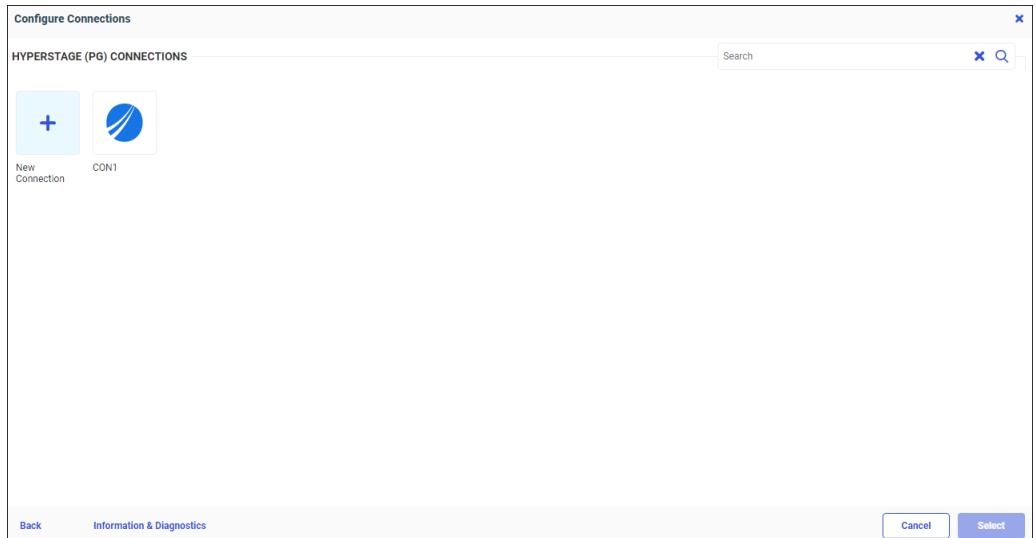 Configure Connections
HYPERSTAGE (PG) CONNECTIONS
Search
New
Connection
CON1
Back
Information & Diagnostics
Cancel
Select